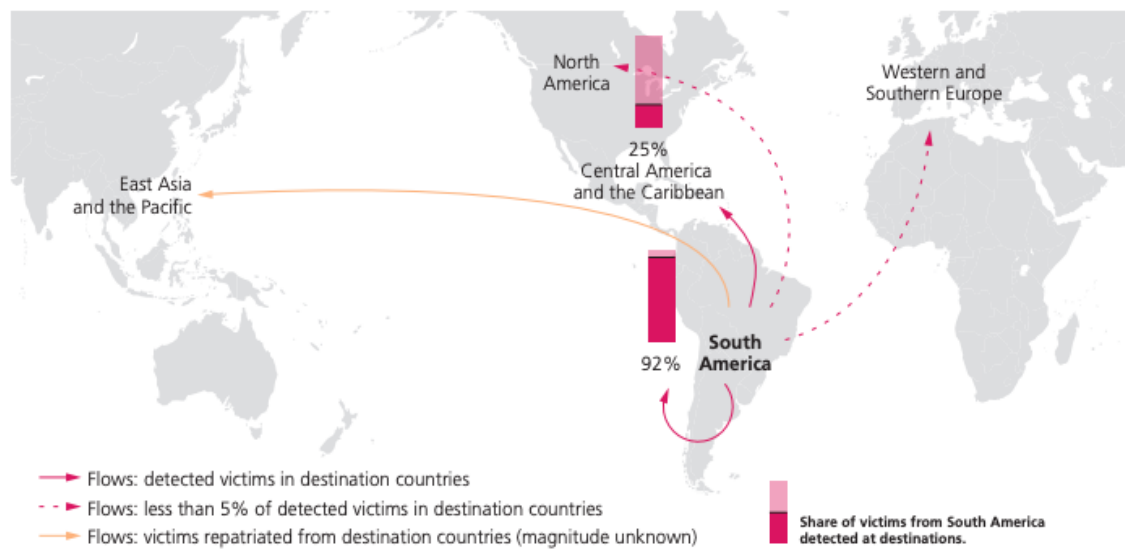 North
America
Western and
Southern Europe
25%
Central America
and the Caribbean
East Asia
and the Pacific
South
America
92%
Flows: detected victims in destination countries
Flows: less than 5% of detected victims in destination countries
Flows: victims repatriated from destination countries (magnitude unknown)
Share of victims from South America
detected at destinations.